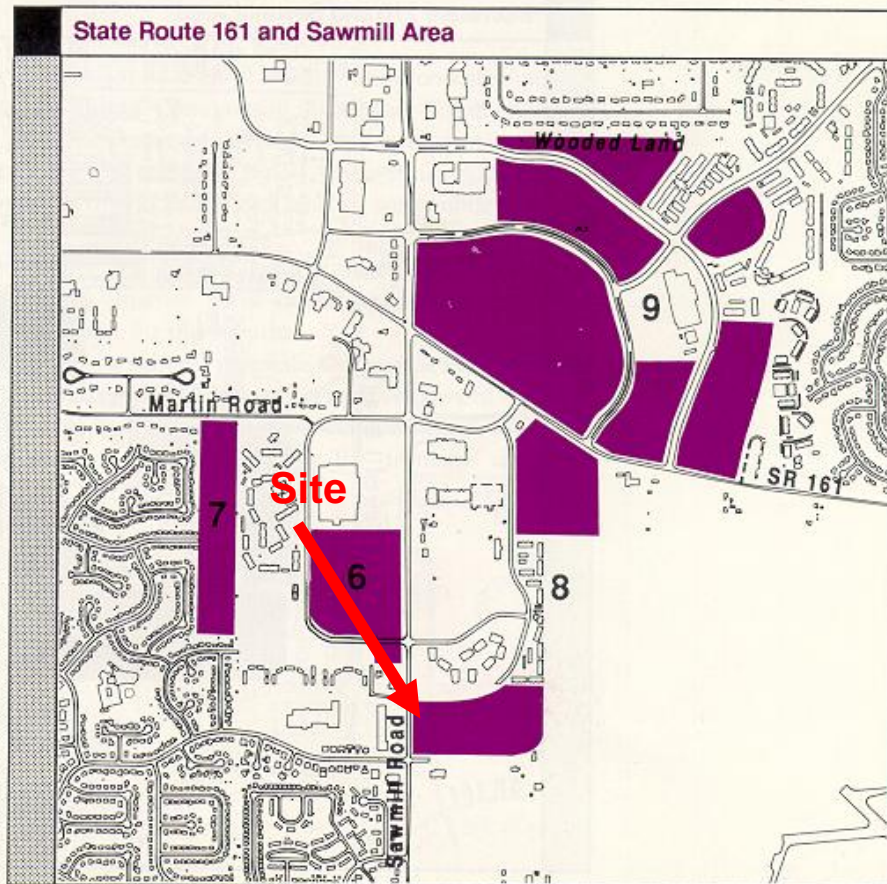 State Route 161 and Sawmill Area
Wooded Land
9
Martin Road
SR 161
Site
7
6
8
Sawmill Road